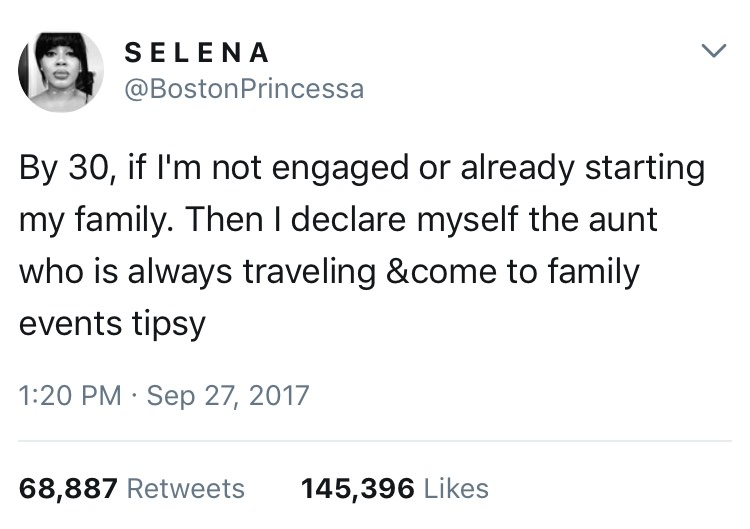 SELENA
@BostonPrincessa
By 30, if I'm not engaged or already starting
my family. Then I declare myself the aunt
who is always traveling &come to family
events tipsy
1:20 PM · Sep 27, 2017
68,887 Retweets 145,396 Likes